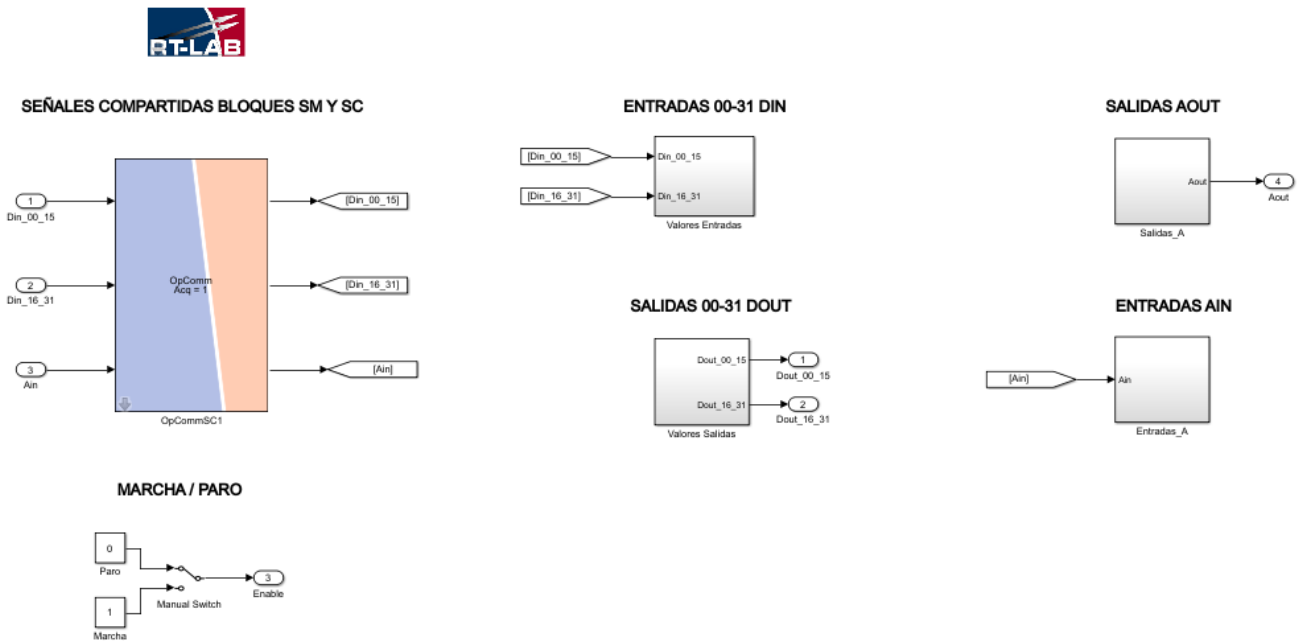 RT-LAB
SEÑALES COMPARTIDAS BLOQUES SM Y SC
1
Din_00_15
2
Din_16_31
3
Ain
OpComm
Acq = 1
OpCommSC1
[Din_00_15]
[Din_16_31]
[Ain]
ENTRADAS 00-31 DIN
[Din_00_15]
[Din_16_31]
Din_00_15
Din_16_31
Valores Entradas
SALIDAS 00-31 DOUT
Dout_00_15
Dout_16_31
Valores Salidas
1
Dout_00_15
2
Dout_16_31
SALIDAS AOUT
Aout
Salidas_A
4
Aout
ENTRADAS AIN
[Ain]
Ain
Entradas_A
MARCHA / PARO
0
Paro
1
Marcha
Manual Switch
3
Enable